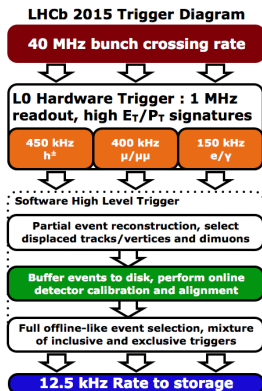 LHCb 2015 Trigger Diagram
40 MHz bunch crossing rate
L0 Hardware Trigger : 1 MHz
readout, high E_T/P_T signatures
450 kHz
h±
400 kHz
μ/μμ
150 kHz
e/γ
Software High Level Trigger
Partial event reconstruction, select
displaced tracks/vertices and dimuons
Buffer events to disk, perform online
detector calibration and alignment
Full offline-like event selection, mixture
of inclusive and exclusive triggers
12.5 kHz Rate to storage